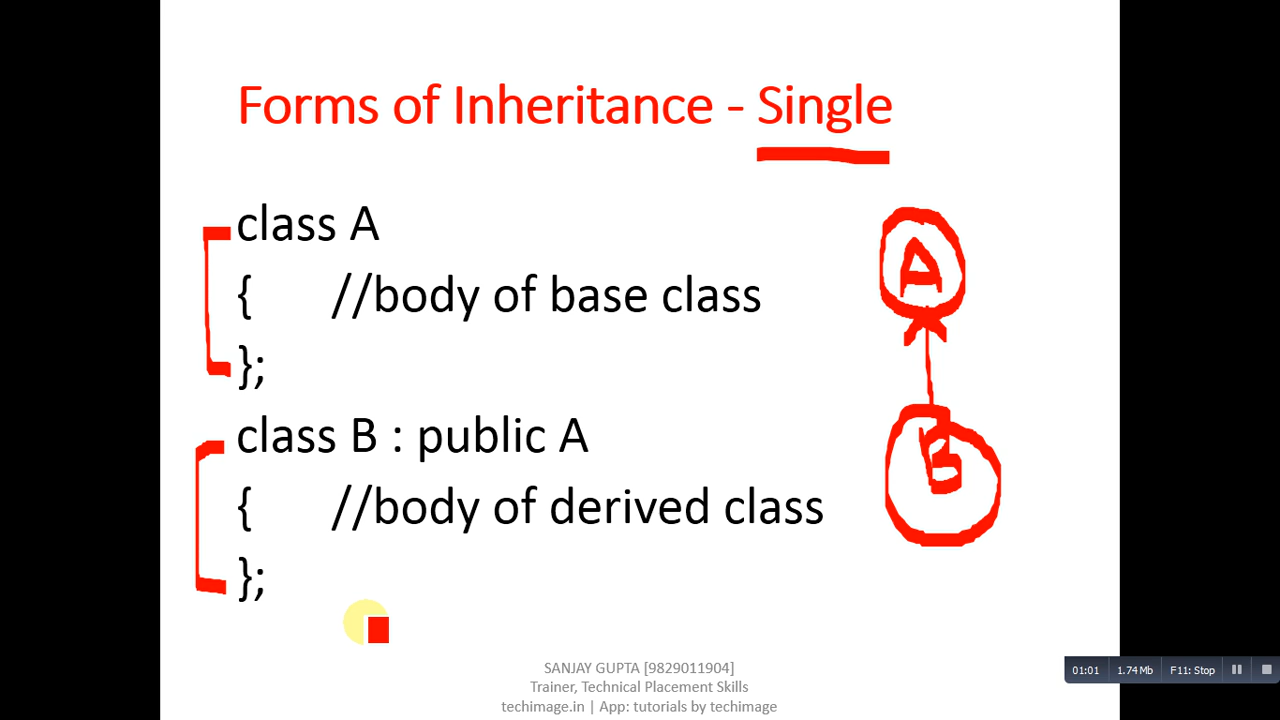 Forms of Inheritance - Single
class A
{ //body of base class
};
class B : public A
{ //body of derived class
};
A
B
SANJAY GUPTA [9829011904]
Trainer, Technical Placement Skills
techimage.in | App: tutorials by techimage
01:01 1.74 Mb F11: Stop